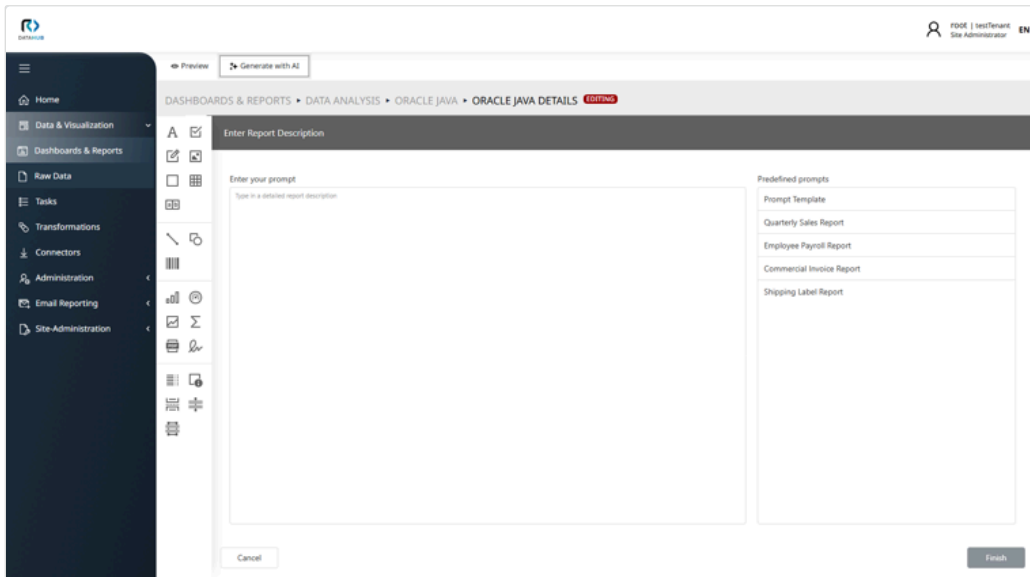 DATAHUB
root | testTenant
Site Administrator
EN
Preview
Generate with AI
Home
Data & Visualization
Dashboards & Reports
Raw Data
Tasks
Transformations
Connectors
Administration
Email Reporting
Site-Administration
DASHBOARDS & REPORTS ▸ DATA ANALYSIS ▸ ORACLE JAVA ▸ ORACLE JAVA DETAILS EDITING
Enter Report Description
Enter your prompt
Type in a detailed report description
Predefined prompts
Prompt Template
Quarterly Sales Report
Employee Payroll Report
Commercial Invoice Report
Shipping Label Report
Cancel
Finish